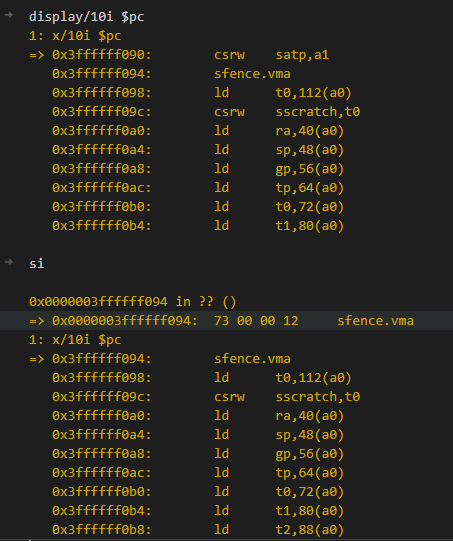 → display/10i $pc
1: x/10i $pc
=> 0x3ffffff090: csrw satp,a1
0x3ffffff094: sfence.vma
0x3ffffff098: ld t0,112(a0)
0x3ffffff09c: csrw sscratch,t0
0x3ffffff0a0: ld ra,40(a0)
0x3ffffff0a4: ld sp,48(a0)
0x3ffffff0a8: ld gp,56(a0)
0x3ffffff0ac: ld tp,64(a0)
0x3ffffff0b0: ld t0,72(a0)
0x3ffffff0b4: ld t1,80(a0)
→ si
0x0000003ffffff094 in ?? ()
=> 0x0000003ffffff094: 73 00 00 12 sfence.vma
1: x/10i $pc
=> 0x3ffffff094: sfence.vma
0x3ffffff098: ld t0,112(a0)
0x3ffffff09c: csrw sscratch,t0
0x3ffffff0a0: ld ra,40(a0)
0x3ffffff0a4: ld sp,48(a0)
0x3ffffff0a8: ld gp,56(a0)
0x3ffffff0ac: ld tp,64(a0)
0x3ffffff0b0: ld t0,72(a0)
0x3ffffff0b4: ld t1,80(a0)
0x3ffffff0b8: ld t2,88(a0)